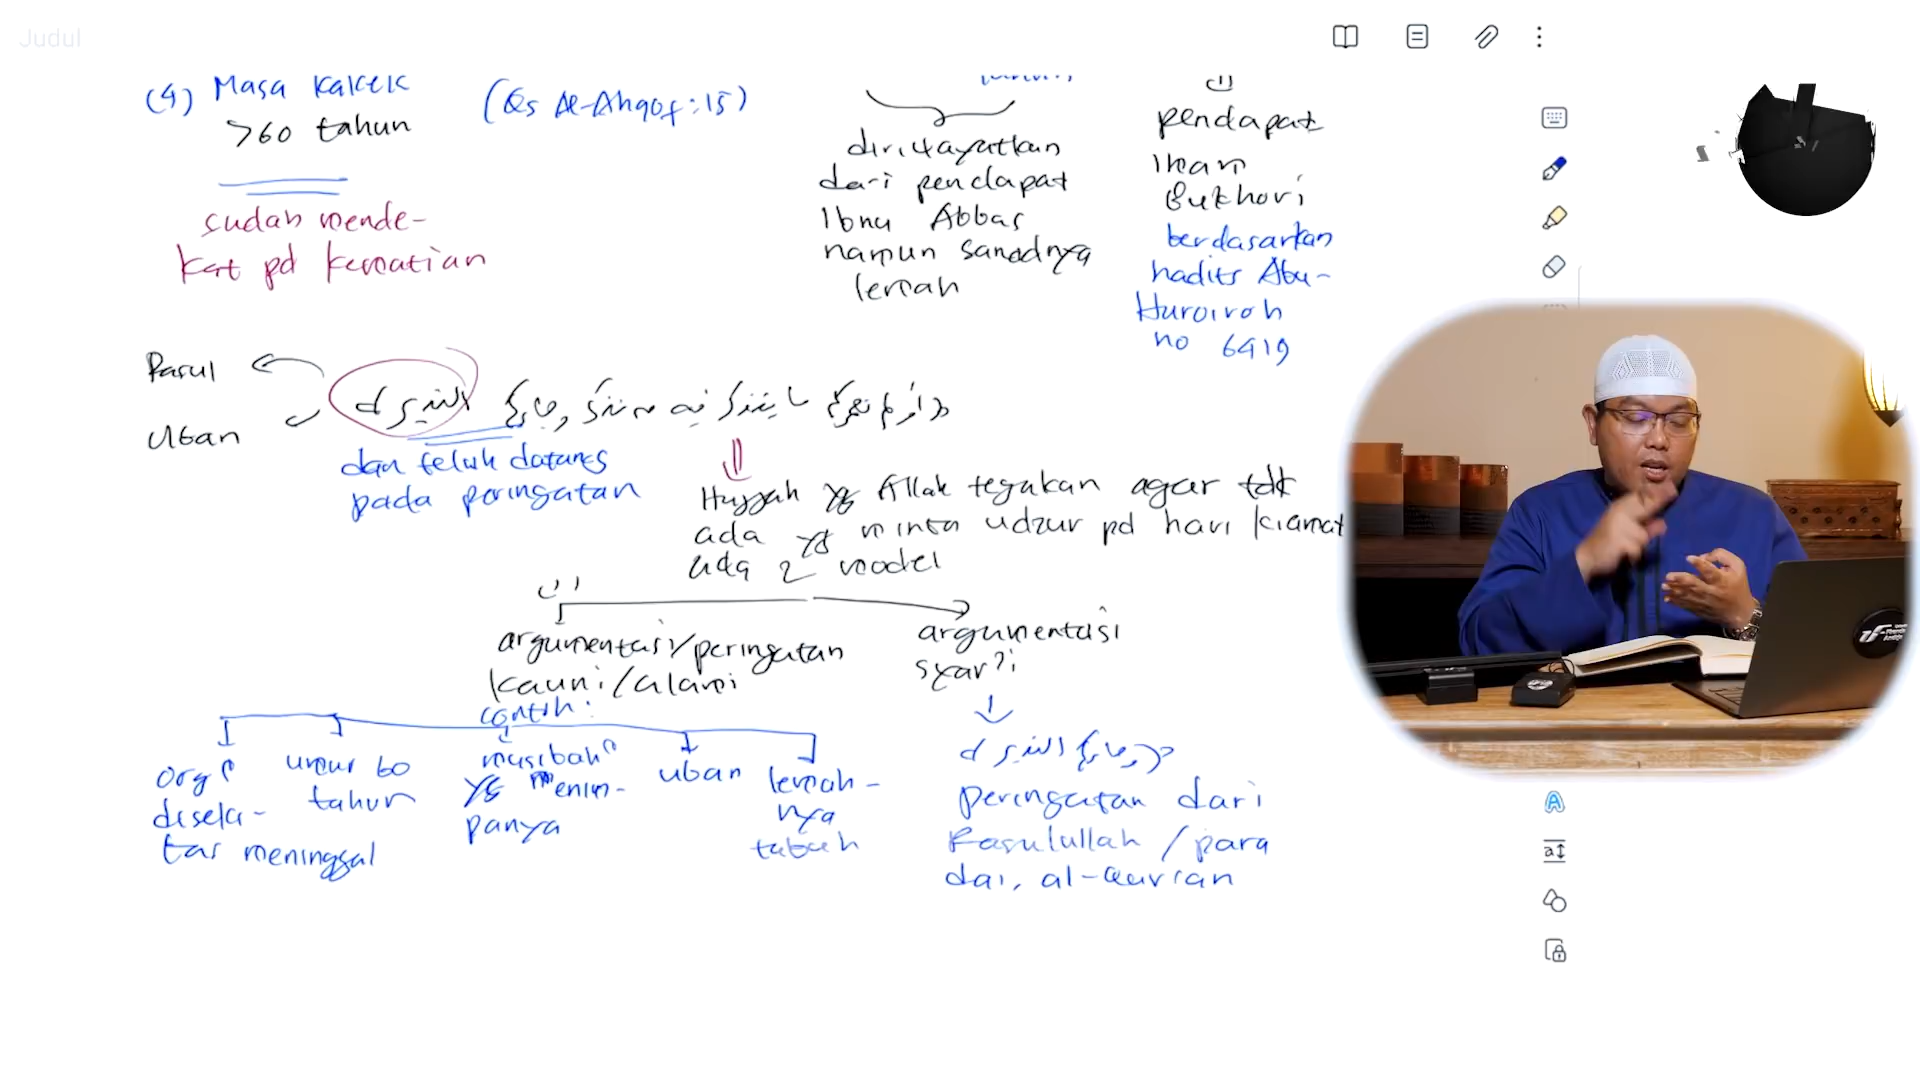 Judul
(4) Masa Kakek
>60 tahun
(Qs Al-Ahqof : 15)
sudah mende-
kat pd kematian
diriwayatkan
dari pendapat
Ibnu Abbas
namun sanadnya
lemah
pendapat
Imam
Bukhori
berdasarkan
hadits Abu-
Huroiroh
no 6419
Rasul
Uban
dan telah datang
pada peringatan
Hujjah yg Allah tegakan agar tdk
ada yg minta udzur pd hari kiamat
ada 2 model
argumentasi/peringatan
kauni/alami
contoh :
argumentasi
syar'i
org²
disekitar meninggal
umur 60
tahun
musibah²
yg menim-
panya
uban
lemah-
nya
tubuh
peringatan dari
Rasulullah / para
dai, al-Qur'an